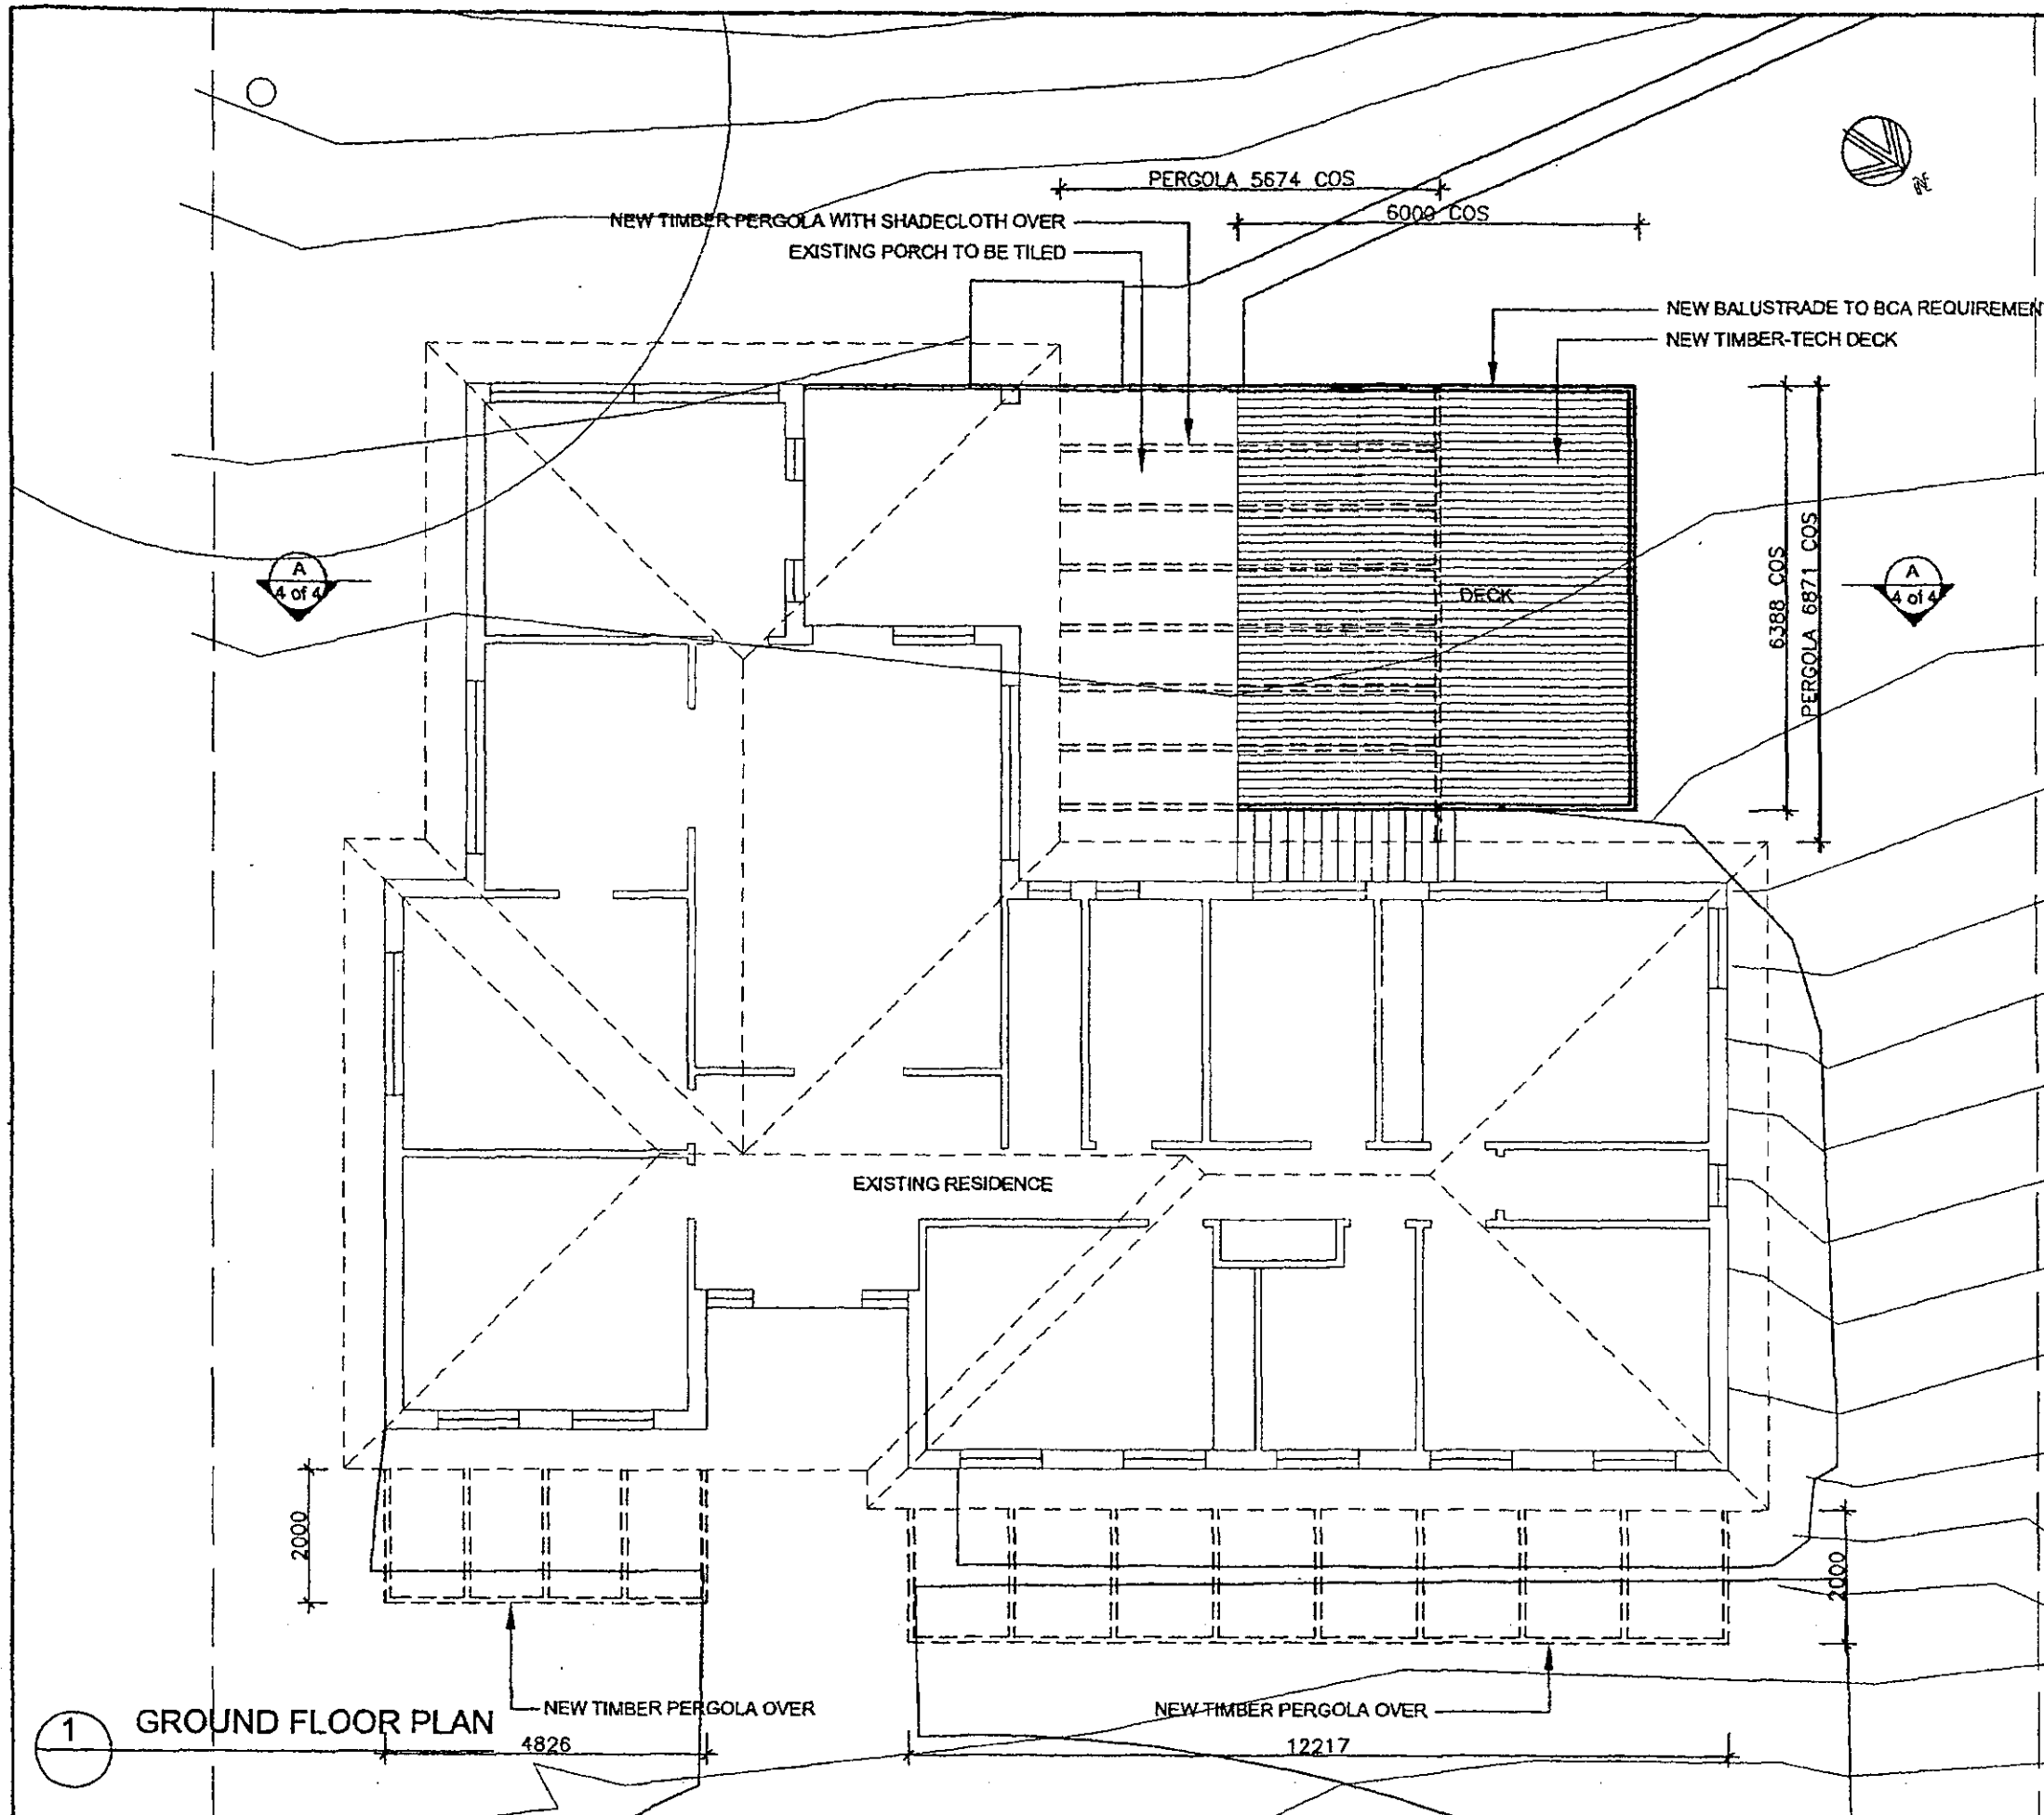 PERGOLA 5674 COS
6000 COS
NEW TIMBER PERGOLA WITH SHADECLOTH OVER
EXISTING PORCH TO BE TILED
NEW BALUSTRADE TO BCA REQUIREMEN
NEW TIMBER-TECH DECK
A
4 of 4
DECK
6388 COS
PERGOLA 6871 COS
A
4 of 4
EXISTING RESIDENCE
2000
2000
NEW TIMBER PERGOLA OVER
NEW TIMBER PERGOLA OVER
1
GROUND FLOOR PLAN
4826
12217